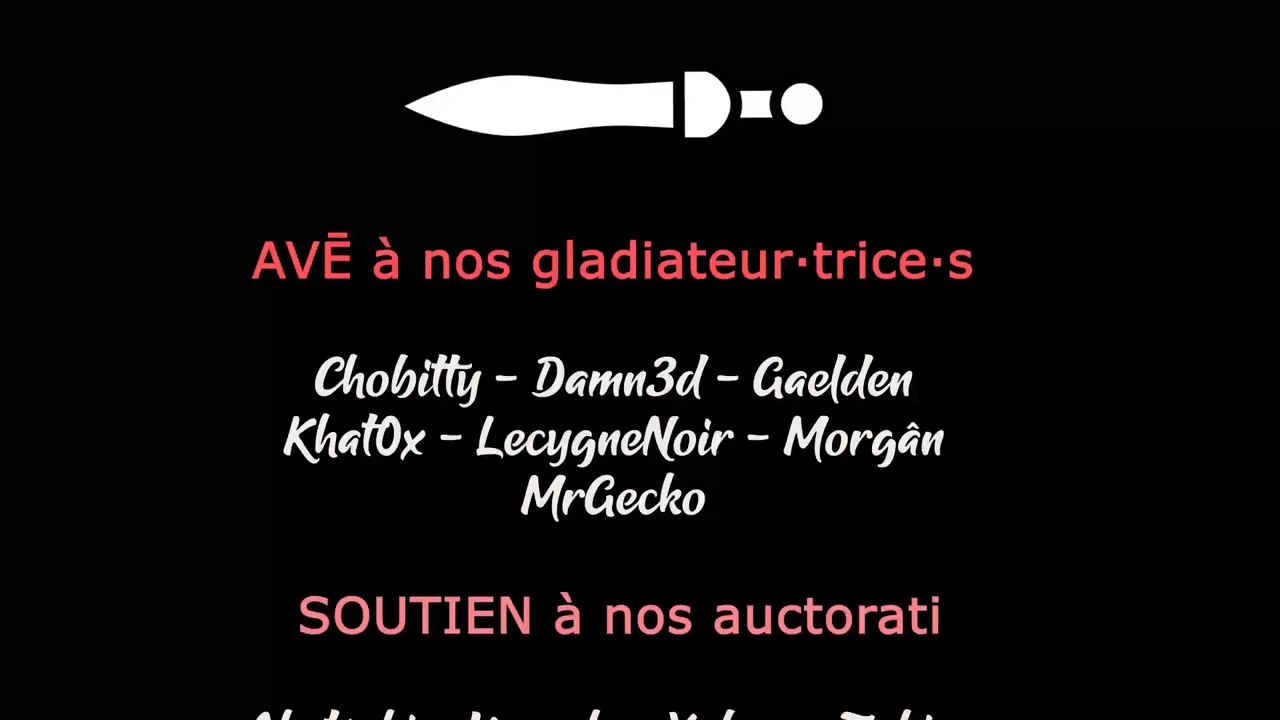 AVĒ à nos gladiateur·trice·s
Chobitty - Damn3d - Gaelden
Khat0x - LecygneNoir - Morgân
MrGecko
SOUTIEN à nos auctorati